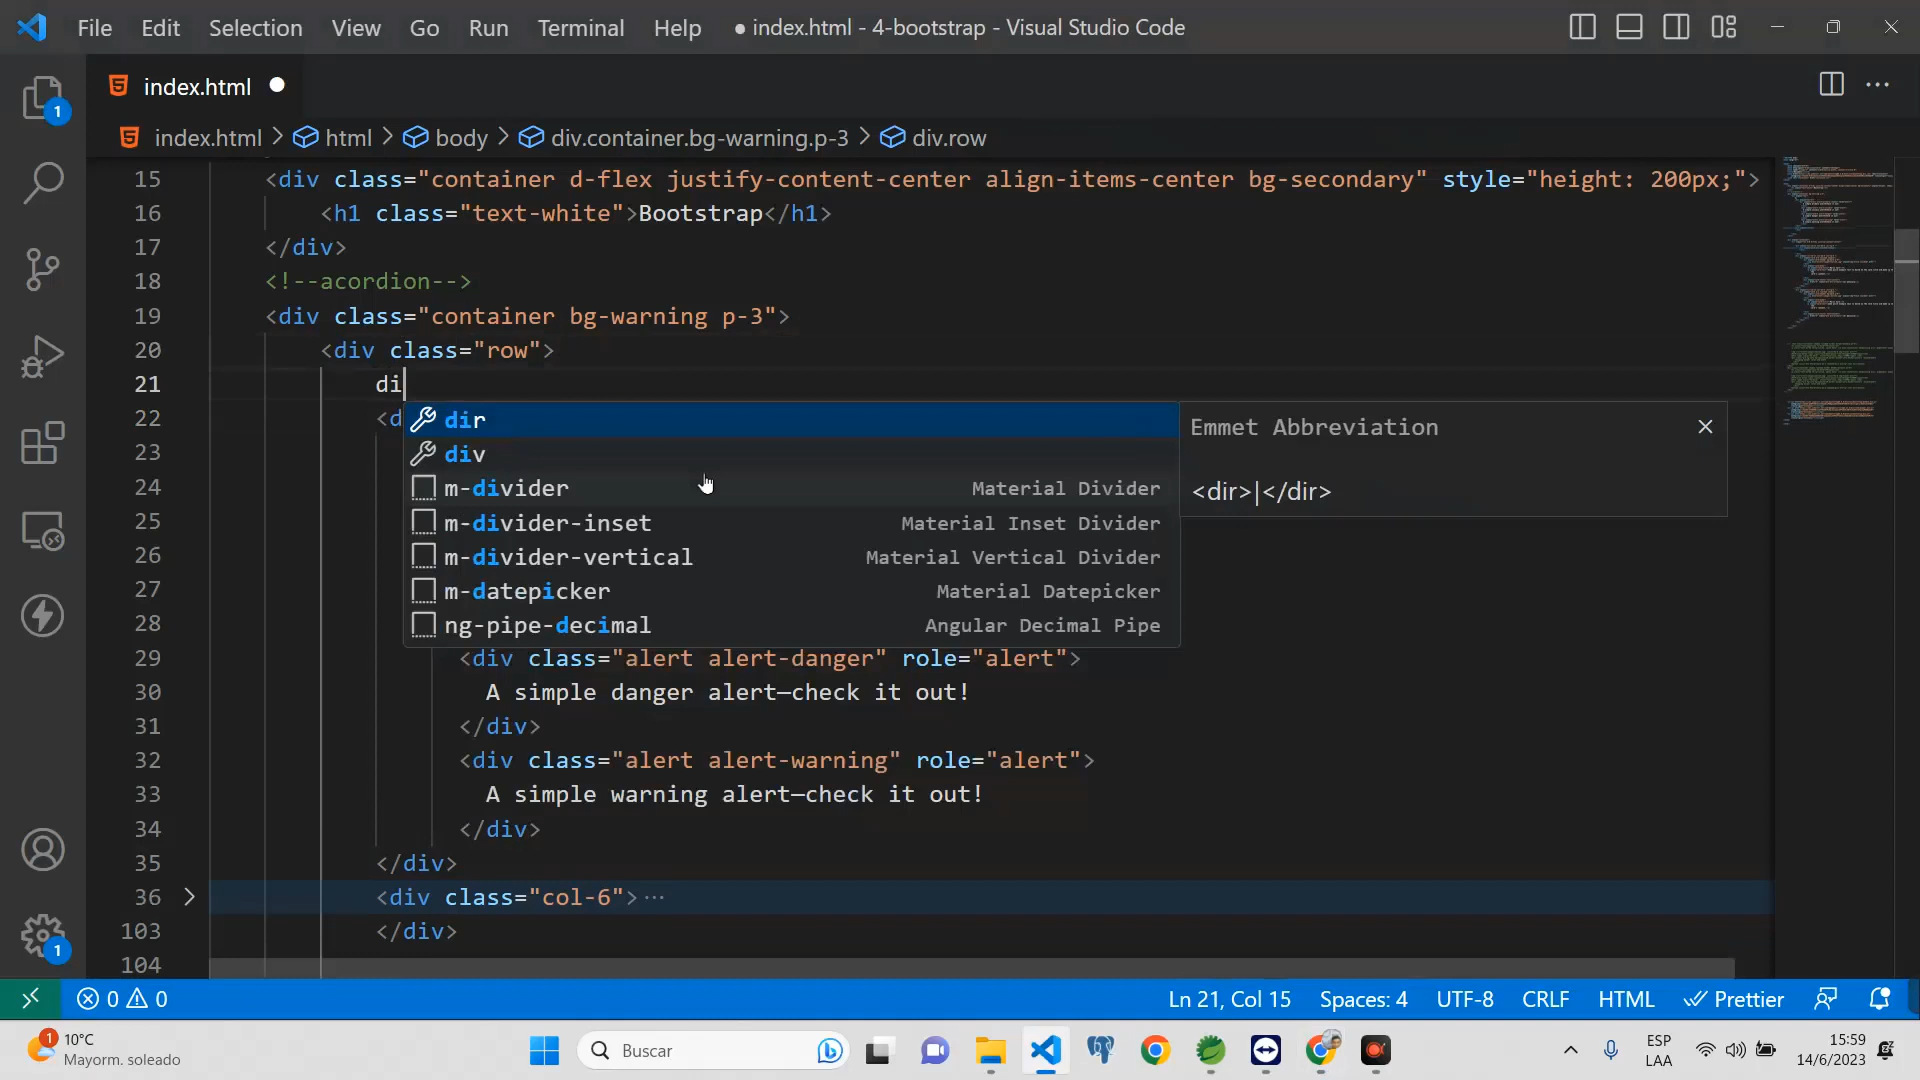 File Edit Selection View Go Run Terminal Help ● index.html - 4-bootstrap - Visual Studio Code
index.html
index.html > html > body > div.container.bg-warning.p-3 > div.row
15 <div class="container d-flex justify-content-center align-items-center bg-secondary" style="height: 200px;">
16 <h1 class="text-white">Bootstrap</h1>
17 </div>
18 <!--acordion-->
19 <div class="container bg-warning p-3">
20 <div class="row">
21 di
22 <d
23
24
25
26
27
28
dir
div
m-divider Material Divider
m-divider-inset Material Inset Divider
m-divider-vertical Material Vertical Divider
m-datepicker Material Datepicker
ng-pipe-decimal Angular Decimal Pipe
Emmet Abbreviation
<dir>|</dir>
29 <div class="alert alert-danger" role="alert">
30 A simple danger alert—check it out!
31 </div>
32 <div class="alert alert-warning" role="alert">
33 A simple warning alert—check it out!
34 </div>
35 </div>
36 <div class="col-6">···
103 </div>
104
1
1
0 0 Ln 21, Col 15 Spaces: 4 UTF-8 CRLF HTML Prettier
1 10°C
Mayorm. soleado
Buscar
ESP
LAA
15:59
14/6/2023